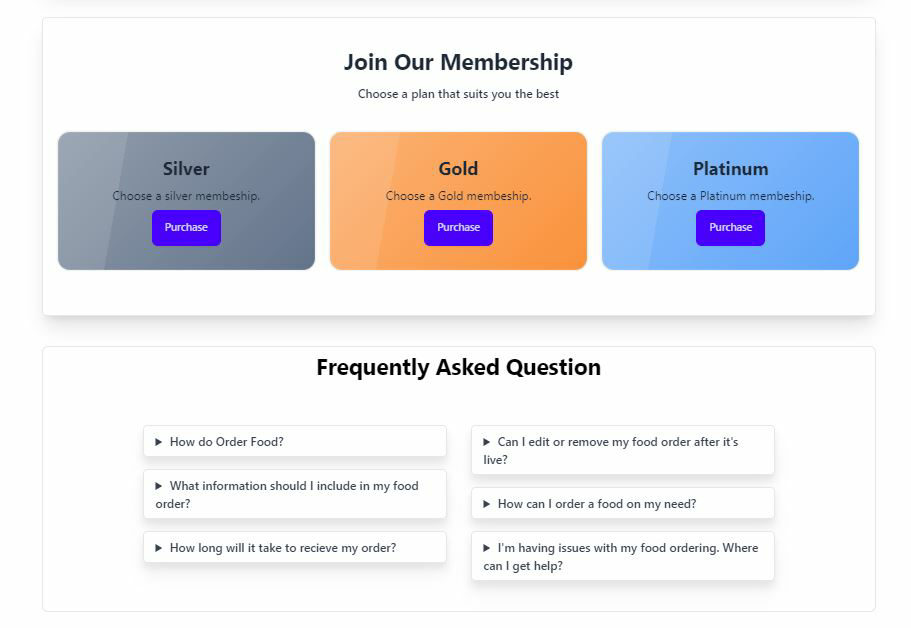 Join Our Membership
Choose a plan that suits you the best
Silver
Choose a silver membeship.
Purchase
Gold
Choose a Gold membeship.
Purchase
Platinum
Choose a Platinum membeship.
Purchase
Frequently Asked Question
How do Order Food?
What information should I include in my food
order?
How long will it take to recieve my order?
Can I edit or remove my food order after it's
live?
How can I order a food on my need?
I'm having issues with my food ordering. Where
can I get help?